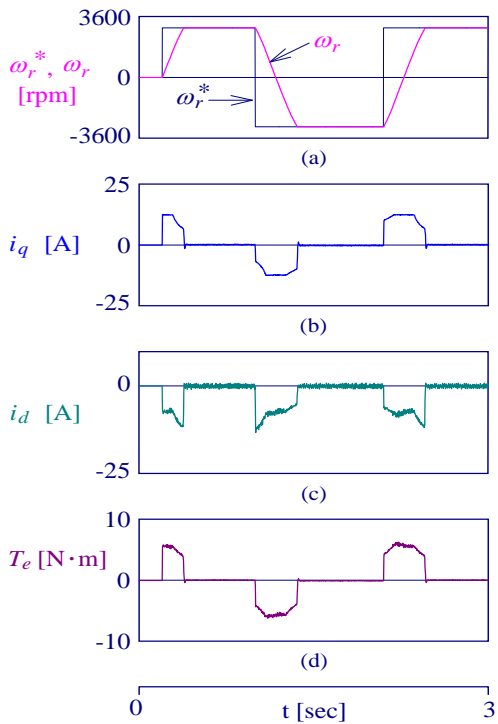 3600
ω_r^*, ω_r
0
[rpm]
-3600
ω_r
ω_r^*
(a)
25
i_q [A]
0
-25
(b)
0
i_d [A]
-25
(c)
10
T_e [N·m]
0
-10
(d)
0
t [sec]
3